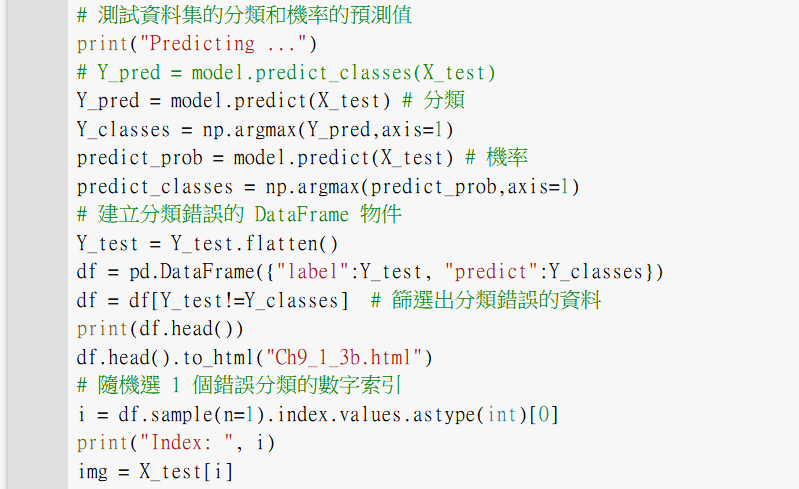 # 測試資料集的分類和機率的預測值
print("Predicting ...")
# Y_pred = model.predict_classes(X_test)
Y_pred = model.predict(X_test) # 分類
Y_classes = np.argmax(Y_pred,axis=1)
predict_prob = model.predict(X_test) # 機率
predict_classes = np.argmax(predict_prob,axis=1)
# 建立分類錯誤的 DataFrame 物件
Y_test = Y_test.flatten()
df = pd.DataFrame({"label":Y_test, "predict":Y_classes})
df = df[Y_test!=Y_classes]  # 篩選出分類錯誤的資料
print(df.head())
df.head().to_html("Ch9_1_3b.html")
# 隨機選 1 個錯誤分類的數字索引
i = df.sample(n=1).index.values.astype(int)[0]
print("Index: ", i)
img = X_test[i]